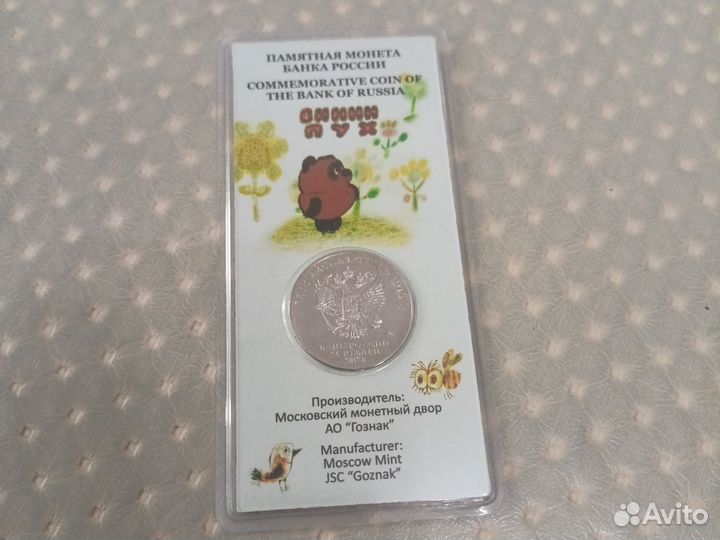 ПАМЯТНАЯ МОНЕТА
БАНКА РОССИИ
COMMEMORATIVE COIN OF
THE BANK OF RUSSIA
ВИННИ
ПУХ
Производитель:
Московский монетный двор
АО "Гознак"
Manufacturer:
Moscow Mint
JSC "Goznak"
Avito